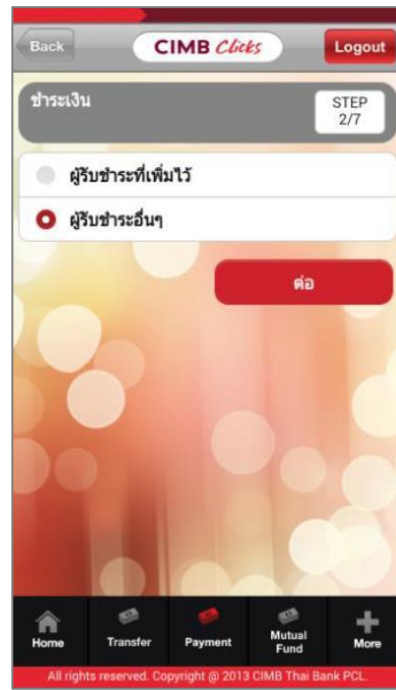 Back
CIMB Clicks
Logout
ชำระเงิน
STEP
2/7
ผู้รับชำระที่เพิ่มไว้
ผู้รับชำระอื่นๆ
ต่อ
Home
Transfer
Payment
Mutual
Fund
More
All rights reserved. Copyright @ 2013 CIMB Thai Bank PCL.